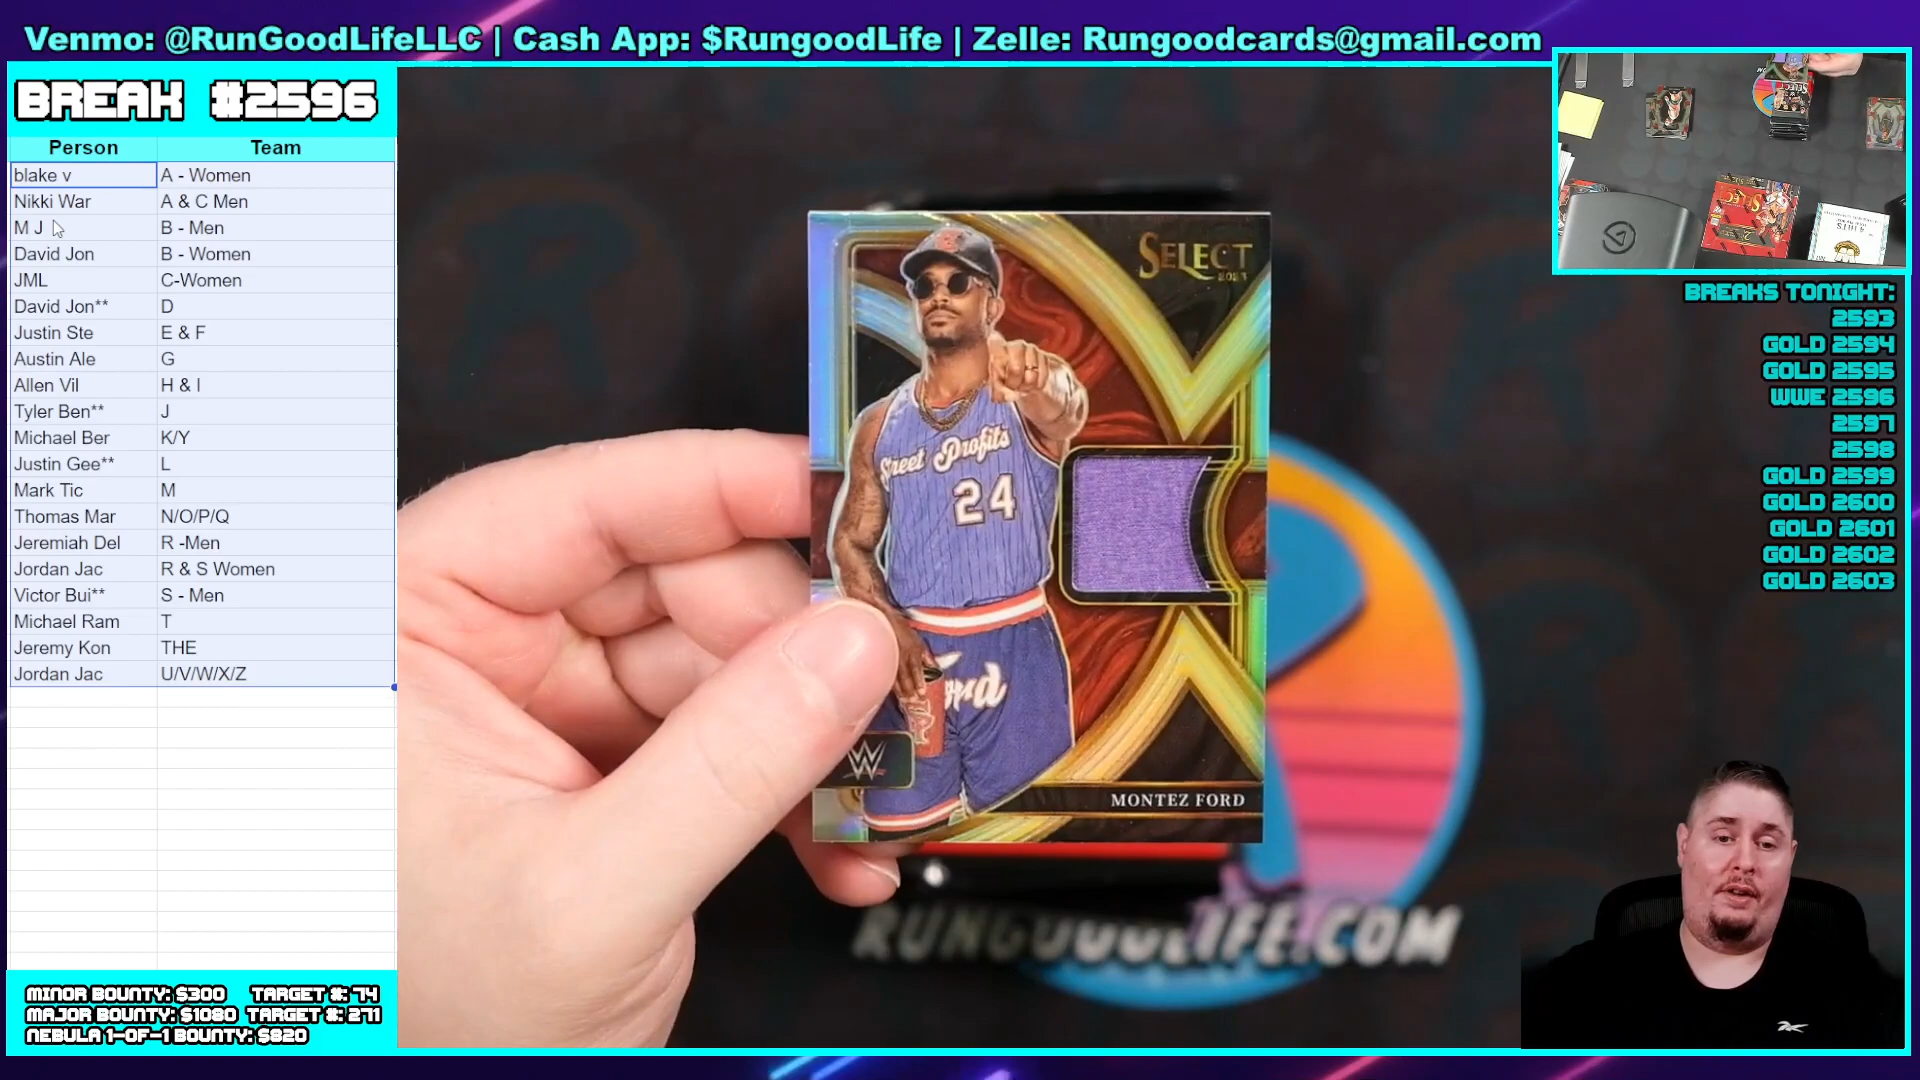 Venmo: @RunGoodLifeLLC | Cash App: $RungoodLife | Zelle: Rungoodcards@gmail.com
BREAK #2596
Person Team
blake v A - Women
Nikki War A & C Men
M J B - Men
David Jon B - Women
JML C-Women
David Jon** D
Justin Ste E & F
Austin Ale G
Allen Vil H & I
Tyler Ben** J
Michael Ber K/Y
Justin Gee** L
Mark Tic M
Thomas Mar N/O/P/Q
Jeremiah Del R -Men
Jordan Jac R & S Women
Victor Bui** S - Men
Michael Ram T
Jeremy Kon THE
Jordan Jac U/V/W/X/Z
MINOR BOUNTY: $300 TARGET #: 74
MAJOR BOUNTY: $1080 TARGET #: 271
NEBULA 1-OF-1 BOUNTY: $820
SELECT
2023
Street Profits
24
W
MONTEZ FORD
RUNGOODLIFE.COM
BREAKS TONIGHT:
2593
GOLD 2594
GOLD 2595
WWE 2596
2597
2598
GOLD 2599
GOLD 2600
GOLD 2601
GOLD 2602
GOLD 2603